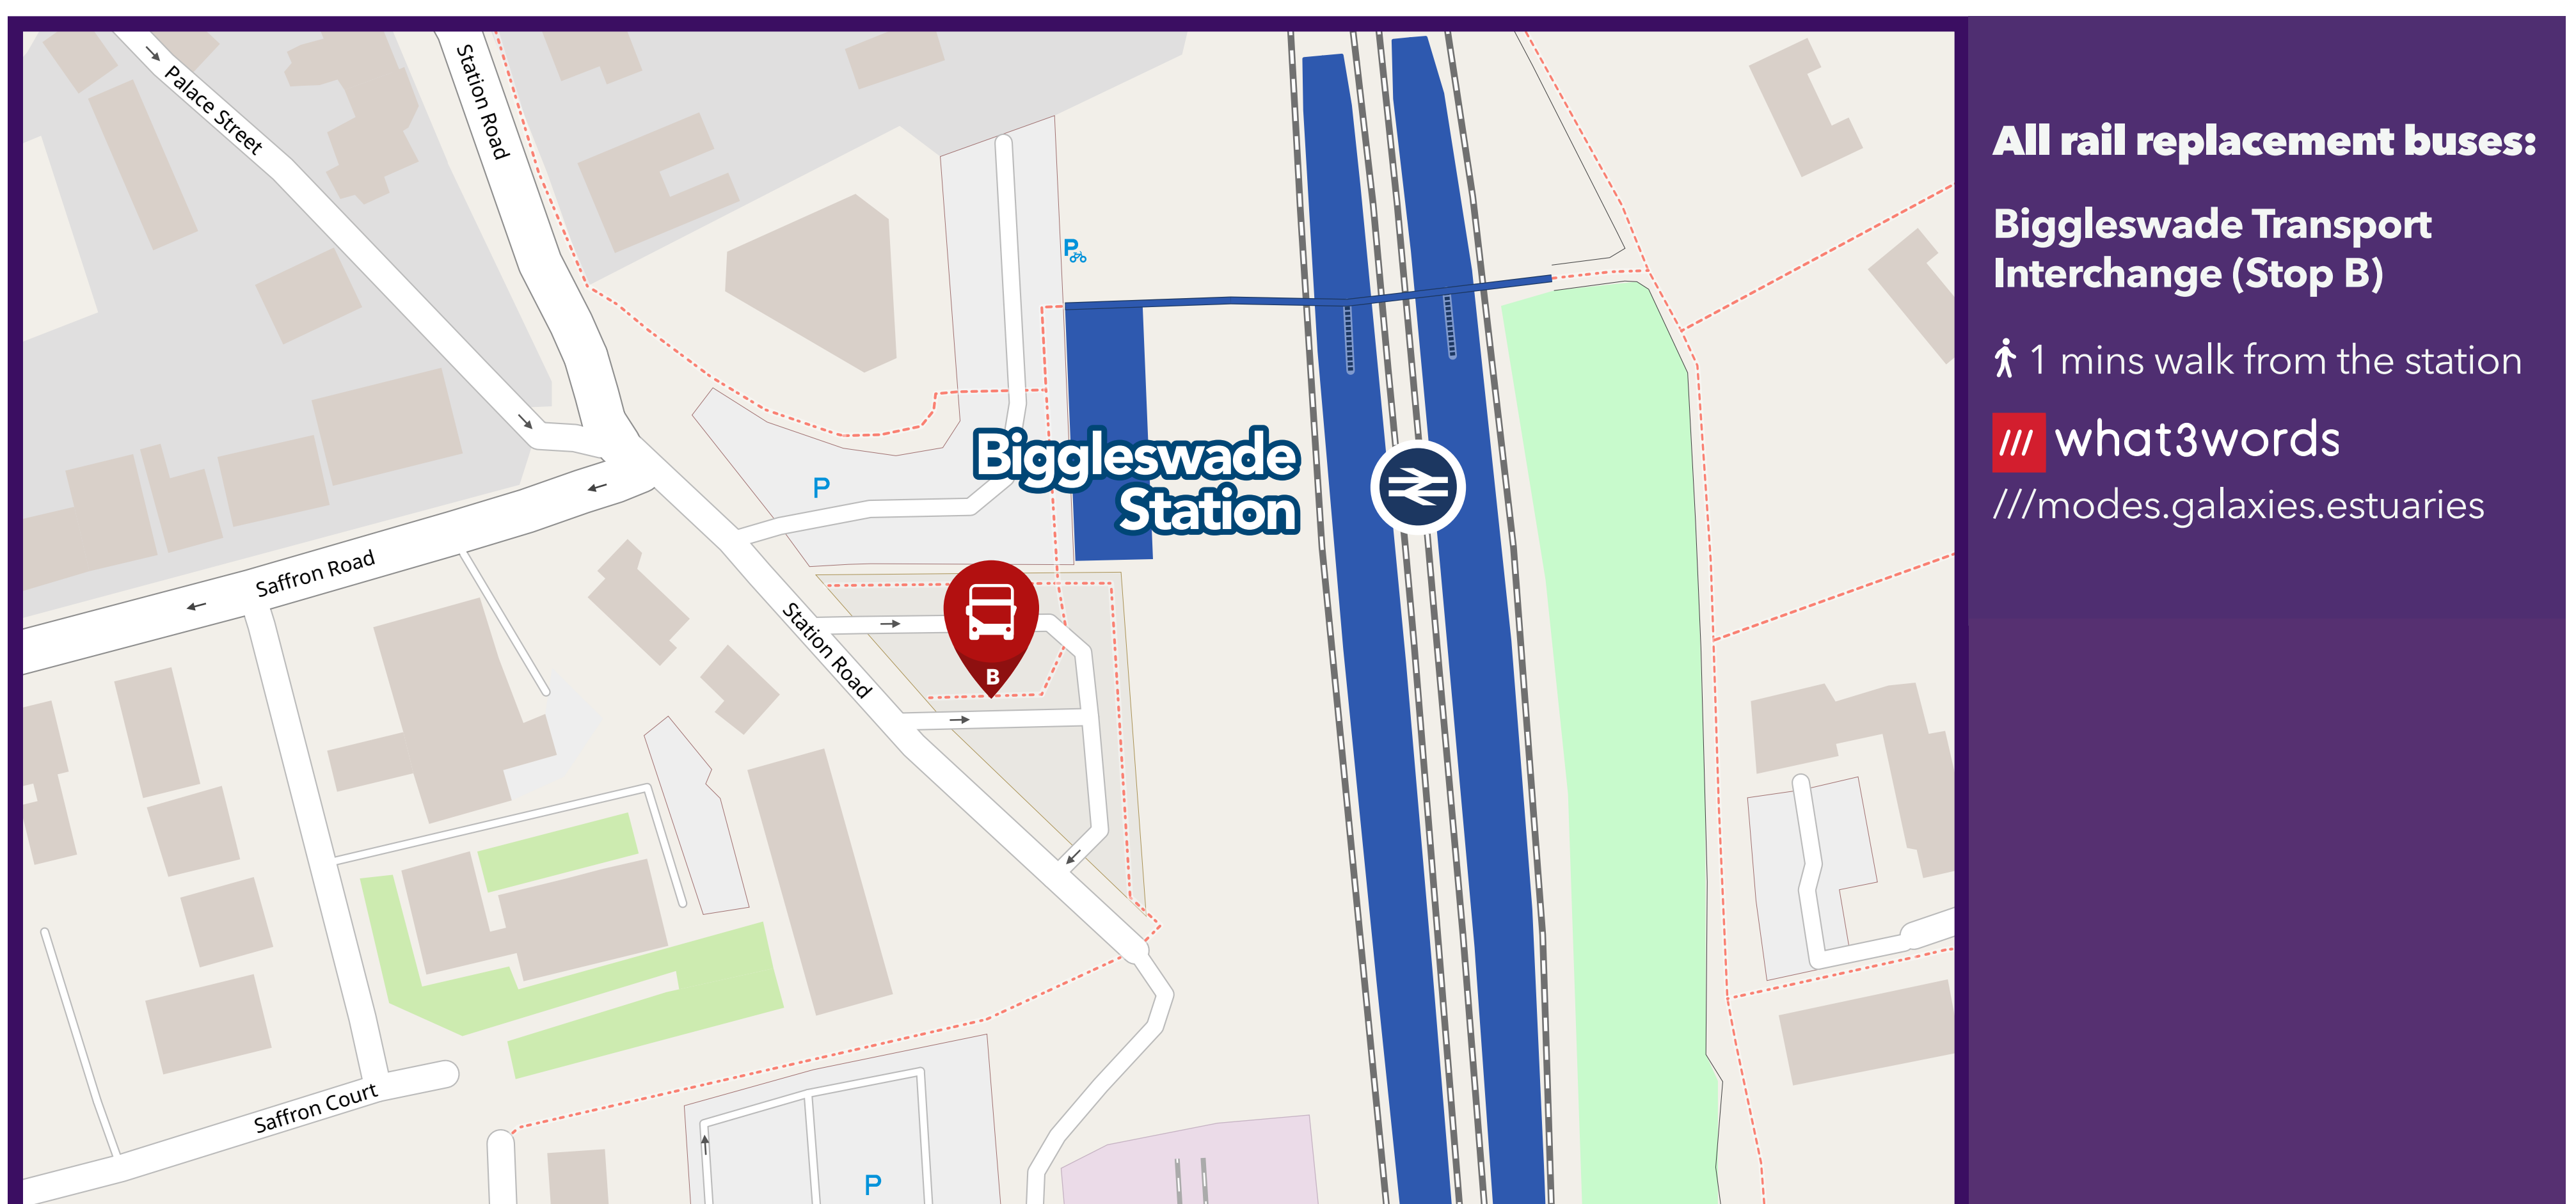 Palace Street
Station Road
P
Biggleswade
Station
P
Saffron Road
Station Road
B
Saffron Court
P
All rail replacement buses:
Biggleswade Transport
Interchange (Stop B)
1 mins walk from the station
what3words
///modes.galaxies.estuaries